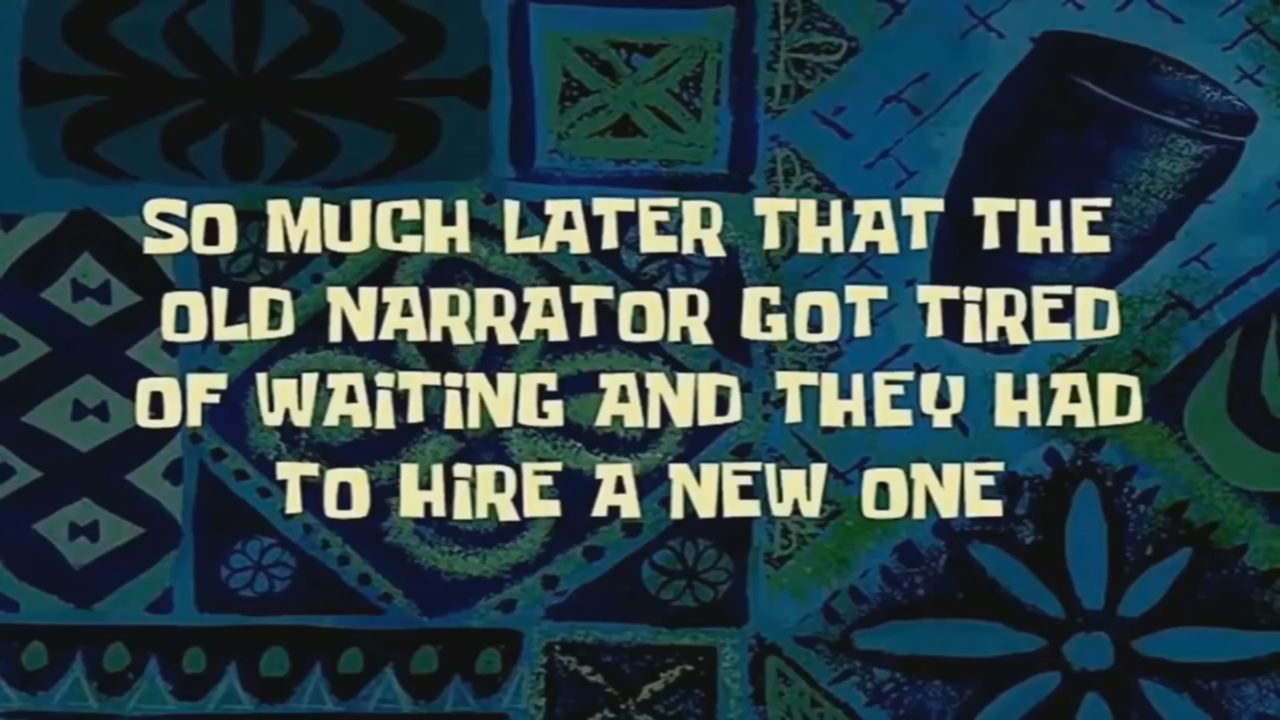 SO MUCH LATER THAT THE
OLD NARRATOR GOT TIRED
OF WAITING AND THEY HAD
TO HIRE A NEW ONE